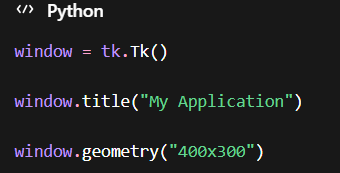 Python
window = tk.Tk()
window.title("My Application")
window.geometry("400x300")